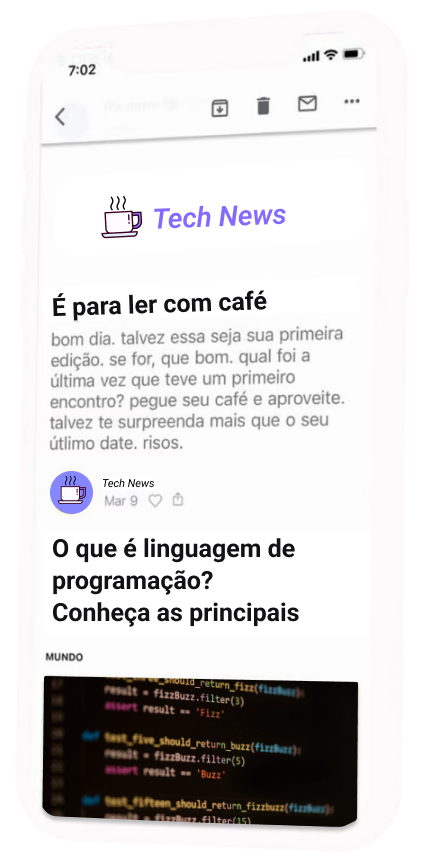 7:02
Tech News
É para ler com café
bom dia. talvez essa seja sua primeira
edição. se for, que bom. qual foi a
última vez que teve um primeiro
encontro? pegue seu café e aproveite.
talvez te surpreenda mais que o seu
útlimo date. risos.
Tech News
Mar 9
O que é linguagem de
programação?
Conheça as principais
MUNDO
test_three_should_return_fizz(fizzBuzz):
result = fizzBuzz.filter(3)
assert result == 'Fizz'
def test_five_should_return_buzz(fizzBuzz):
result = fizzBuzz.filter(5)
assert result == 'Buzz'
def test_fifteen_should_return_fizzbuzz(fizzBuzz):
result = fizzBuzz.filter(15)